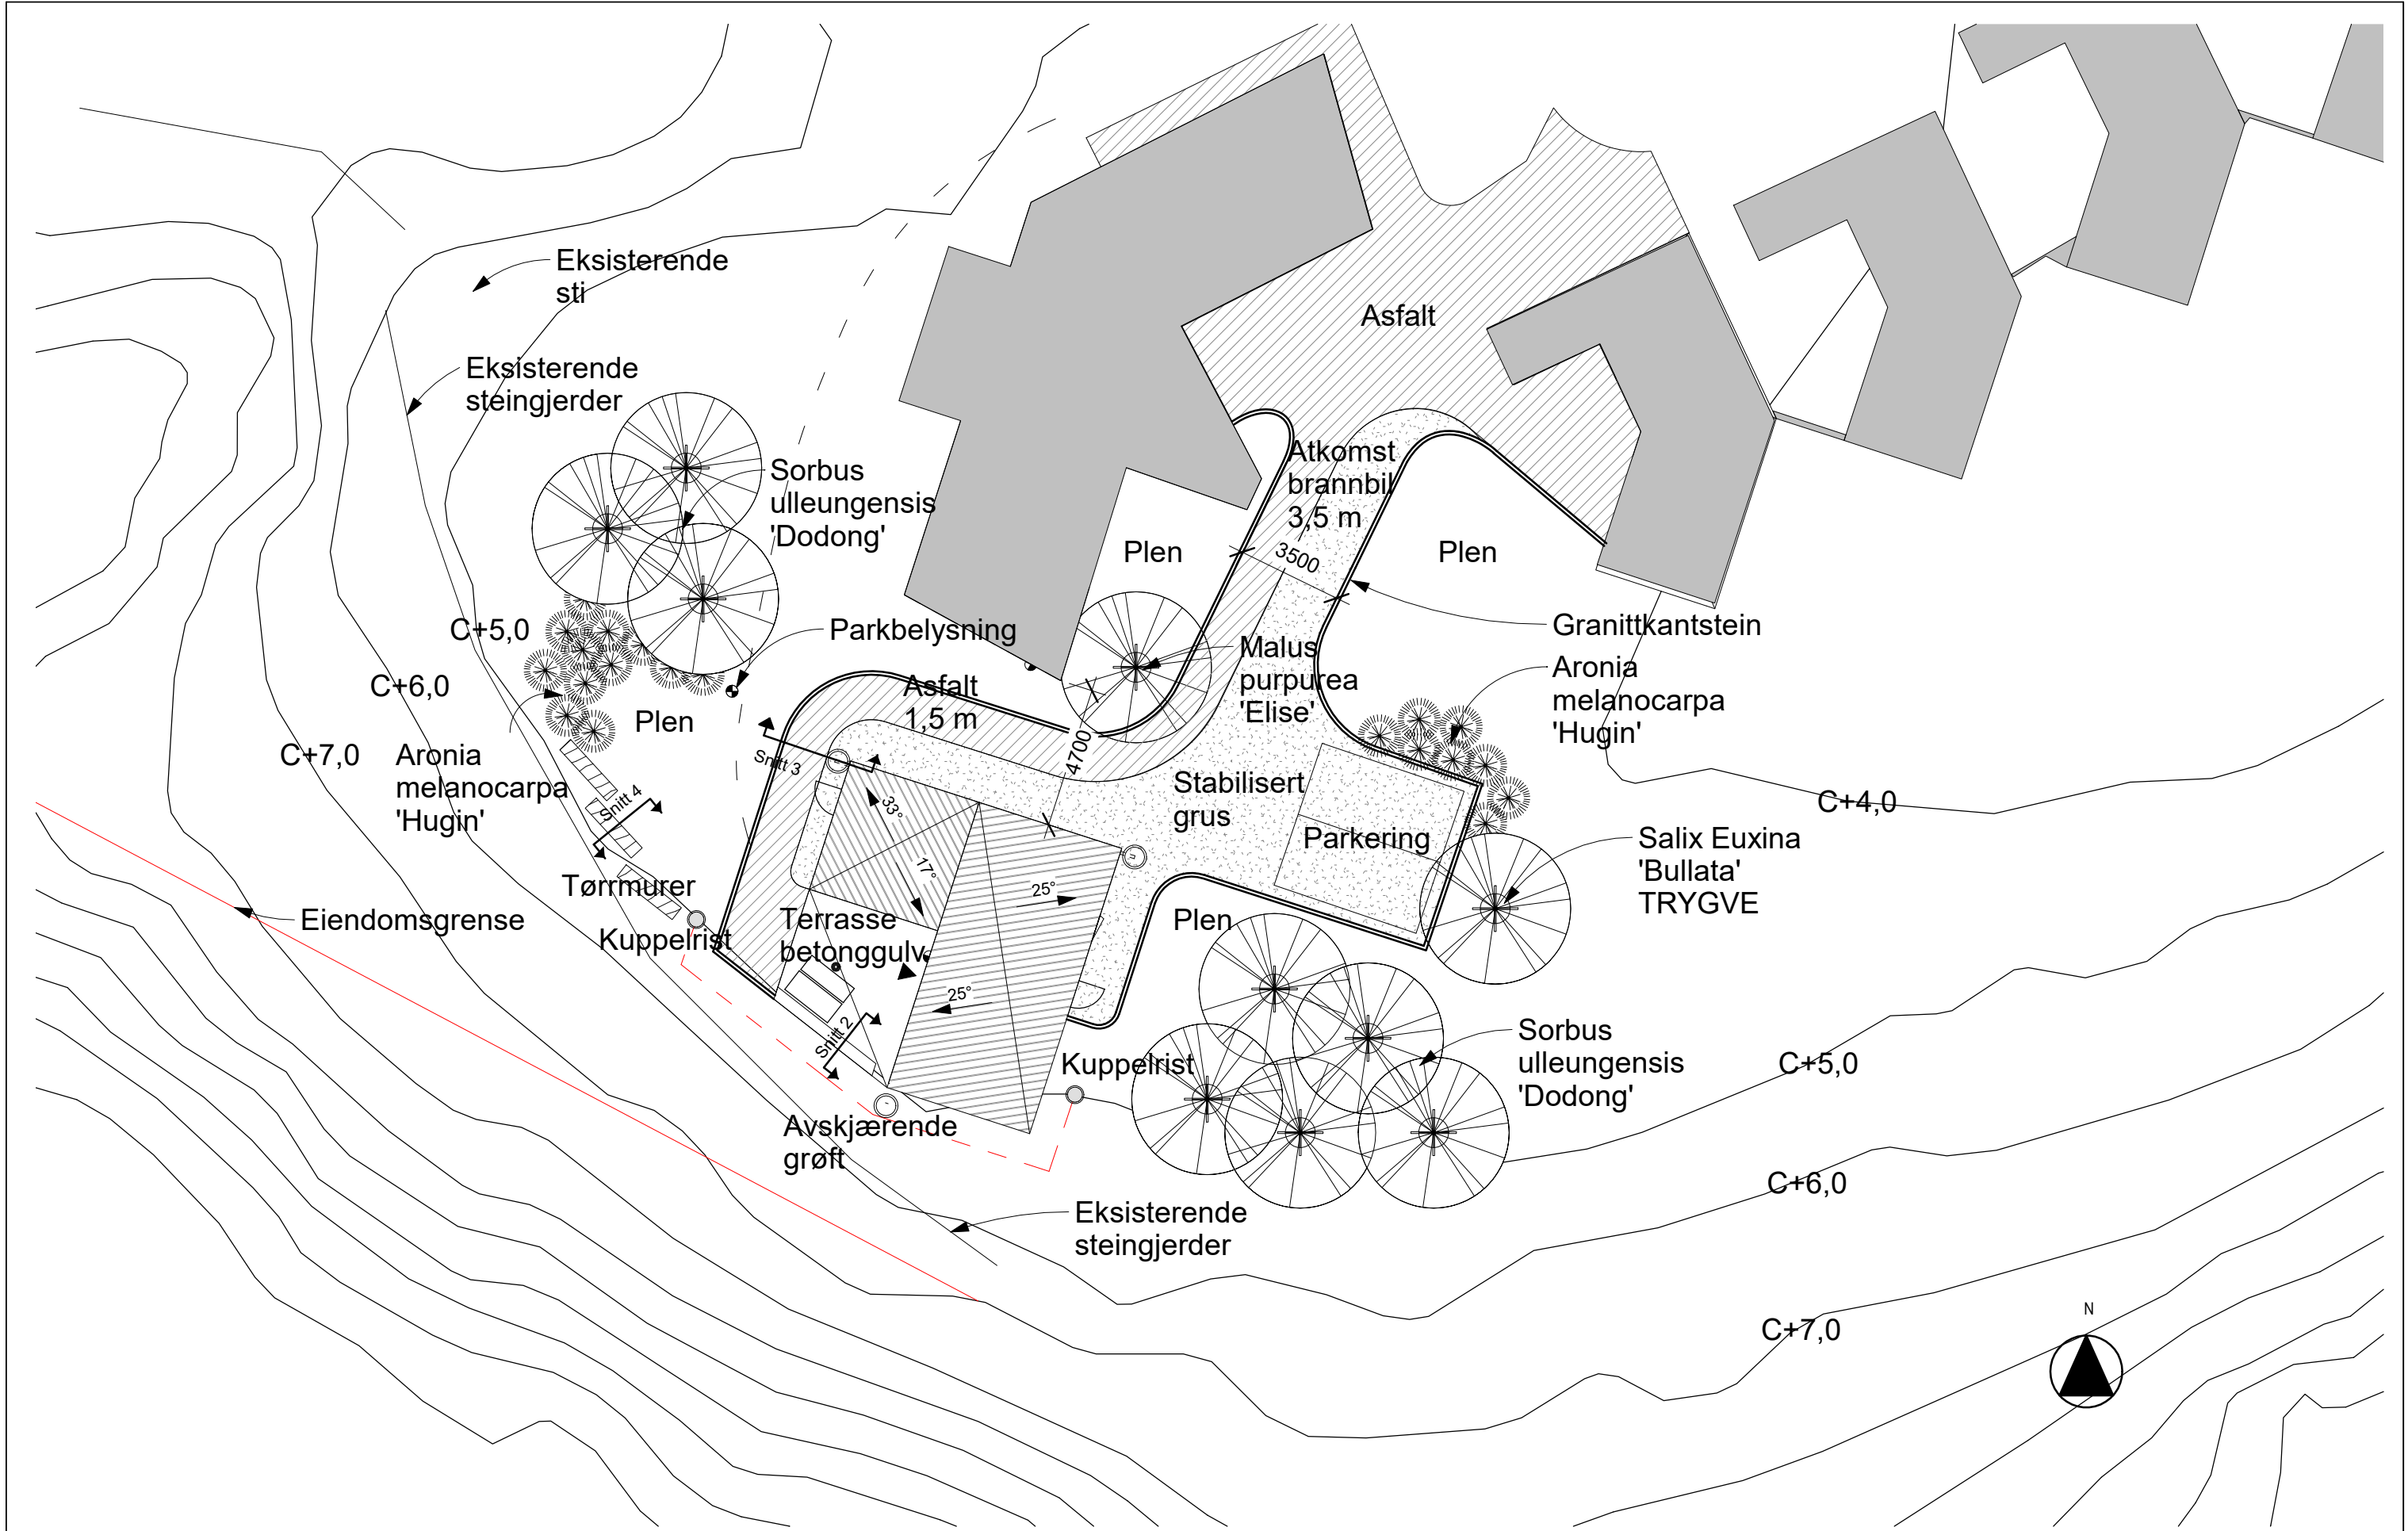 Eksisterende
sti
Asfalt
Eksisterende
steingjerder
Atkomst
brannbil
3,5 m
Sorbus
ulleungensis
'Dodong'
Plen
3500
Plen
C+5,0
Parkbelysning
Granittkantstein
Malus
purpurea
'Elise'
Aronia
melanocarpa
'Hugin'
C+6,0
Asfalt
1,5 m
Plen
C+7,0
Aronia
melanocarpa
'Hugin'
Snitt 3
4700
Stabilisert
grus
C+4,0
Snitt 4
33°
17°
Parkering
Salix Euxina
'Bullata'
TRYGVE
Tørrmurer
25°
Eiendomsgrense
Kuppelrist
Terrasse
betonggulv
Plen
25°
Snitt 2
Sorbus
ulleungensis
'Dodong'
Kuppelrist
C+5,0
Avskjærende
grøft
C+6,0
Eksisterende
steingjerder
N
C+7,0